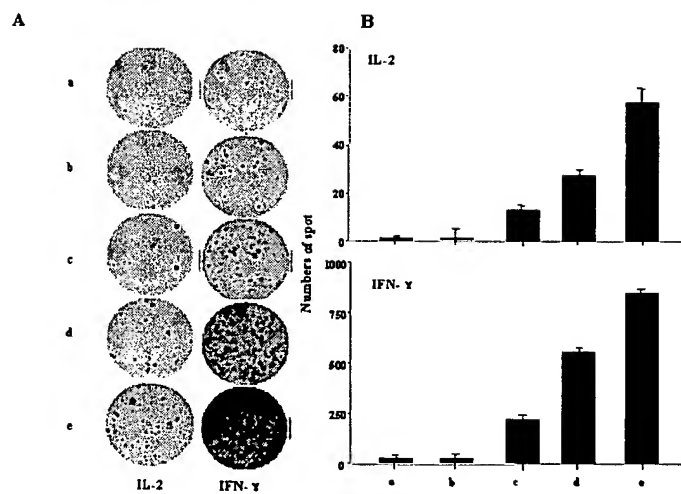 A
a
b
c
d
e
IL-2
IFN-γ
B
IL-2
80
60
40
20
0
Numbers of spot
IFN-γ
1000
750
500
250
0
a b c d e